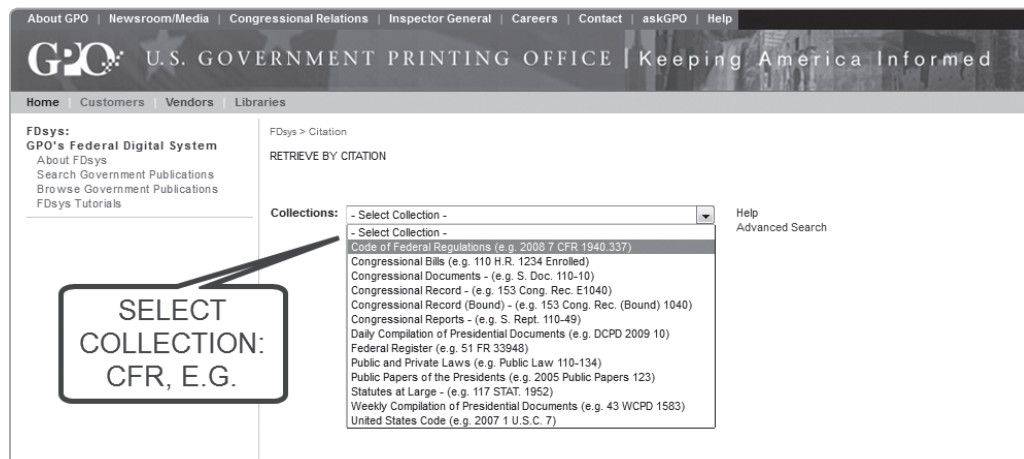 About GPO | Newsroom/Media | Congressional Relations | Inspector General | Careers | Contact | askGPO | Help
GPO U.S. GOVERNMENT PRINTING OFFICE | Keeping America Informed
Home | Customers | Vendors | Libraries
FDsys:
GPO's Federal Digital System
About FDsys
Search Government Publications
Browse Government Publications
FDsys Tutorials
FDsys > Citation
RETRIEVE BY CITATION
Collections: - Select Collection -
Help
Advanced Search
- Select Collection -
Code of Federal Regulations (e.g. 2008 7 CFR 1940.337)
Congressional Bills (e.g. 110 H.R. 1234 Enrolled)
Congressional Documents - (e.g. S. Doc. 110-10)
Congressional Record - (e.g. 153 Cong. Rec. E1040)
Congressional Record (Bound) - (e.g. 153 Cong. Rec. (Bound) 1040)
Congressional Reports - (e.g. S. Rept. 110-49)
Daily Compilation of Presidential Documents (e.g. DCPD 2009 10)
Federal Register (e.g. 51 FR 33948)
Public and Private Laws (e.g. Public Law 110-134)
Public Papers of the Presidents (e.g. 2005 Public Papers 123)
Statutes at Large - (e.g. 117 STAT. 1952)
Weekly Compilation of Presidential Documents (e.g. 43 WCPD 1583)
United States Code (e.g. 2007 1 U.S.C. 7)
SELECT
COLLECTION:
CFR, E.G.